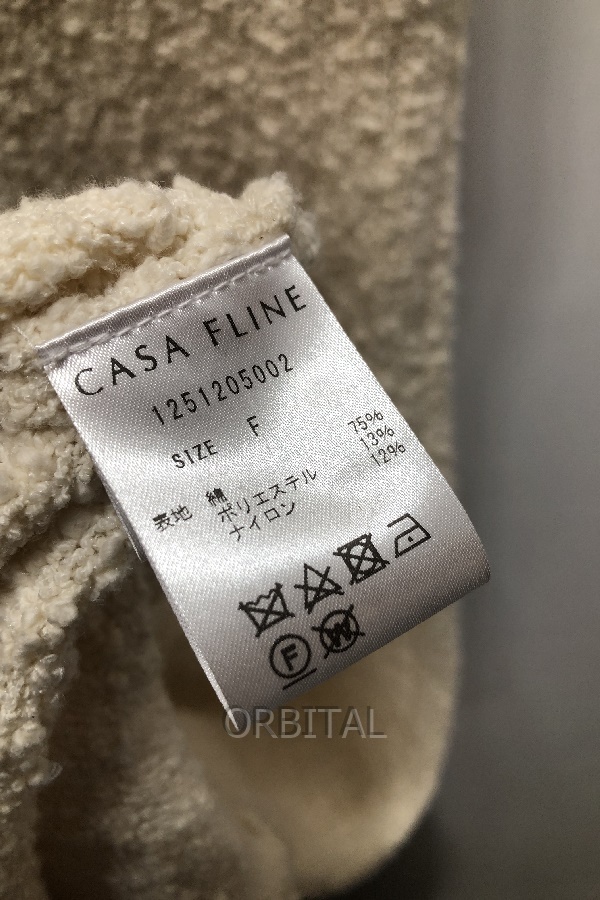 CASA FLINE
1251205002
SIZE F
表地 綿 75%
ポリエステル 13%
ナイロン 12%
F W
ORBITAL